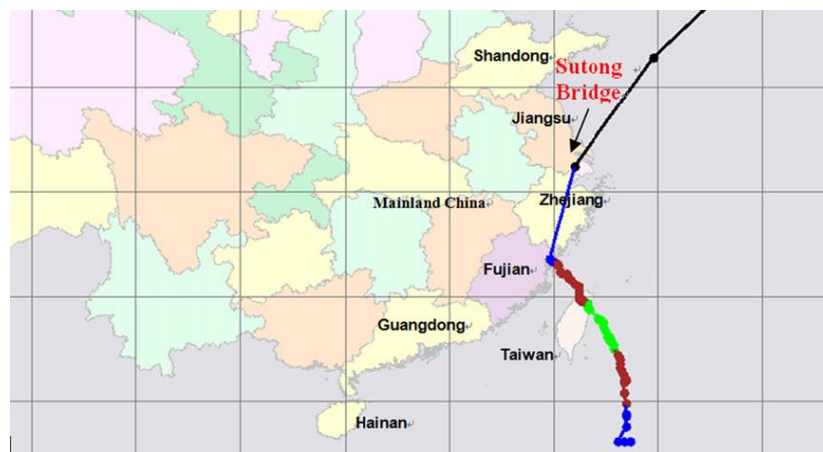 Shandong
Sutong
Bridge
Jiangsu
Mainland China
Zhejiang
Fujian
Guangdong
Taiwan
Hainan